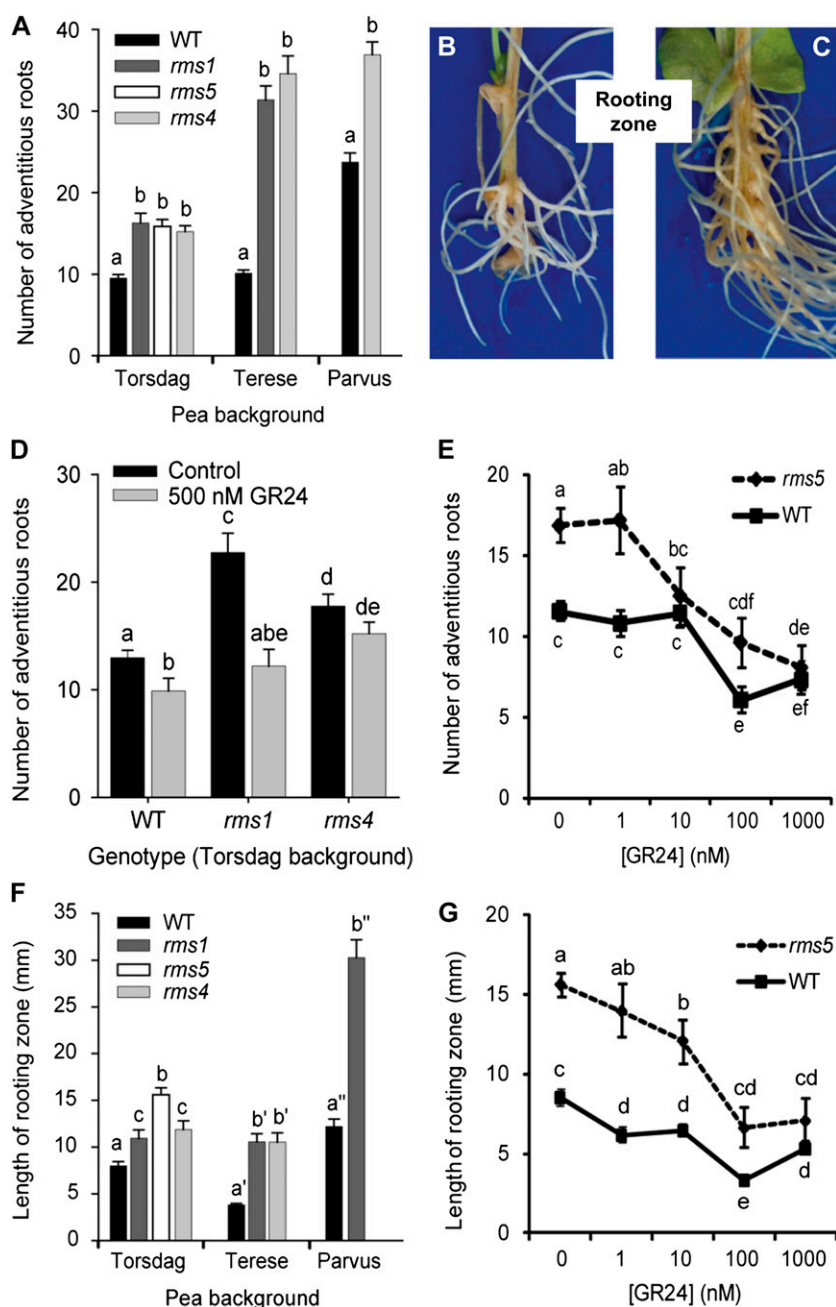 A
WT
rms1
rms5
rms4
Number of adventitious roots
40
30
20
10
0
a
b
b
b
a
b
b
a
b
Torsdag
Terese
Parvus
Pea background
B
Rooting
zone
C
D
Control
500 nM GR24
Number of adventitious roots
30
20
10
0
a
b
c
abe
d
de
WT
rms1
rms4
Genotype (Torsdag background)
E
rms5
WT
Number of adventitious roots
20
15
10
5
0
a
ab
bc
cdf
de
c
c
c
e
ef
0
1
10
100
1000
[GR24] (nM)
F
WT
rms1
rms5
rms4
Length of rooting zone (mm)
35
30
25
20
15
10
5
0
a
c
b
c
a'
b'
b'
a"
b"
Torsdag
Terese
Parvus
Pea background
G
rms5
WT
Length of rooting zone (mm)
20
15
10
5
0
a
ab
b
cd
cd
c
d
d
e
d
0
1
10
100
1000
[GR24] (nM)